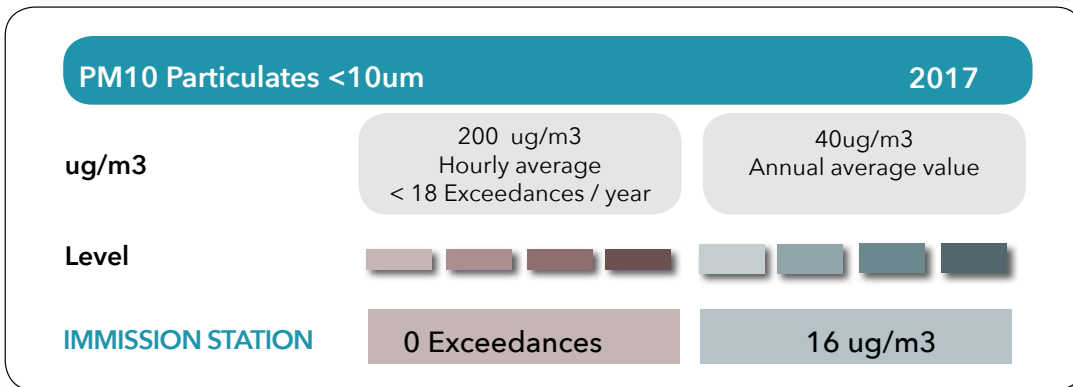 PM10 Particulates <10um 2017
ug/m3
200 ug/m3
Hourly average
< 18 Exceedances / year
40ug/m3
Annual average value
Level
IMMISSION STATION 0 Exceedances 16 ug/m3